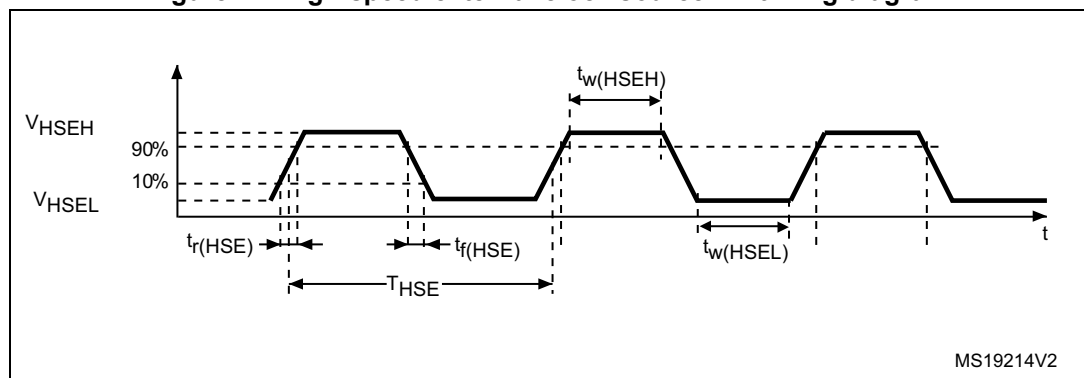 tw(HSEH)
VHSEH
90%
10%
VHSEL
tr(HSE)
tf(HSE)
tw(HSEL)
t
THSE
MS19214V2